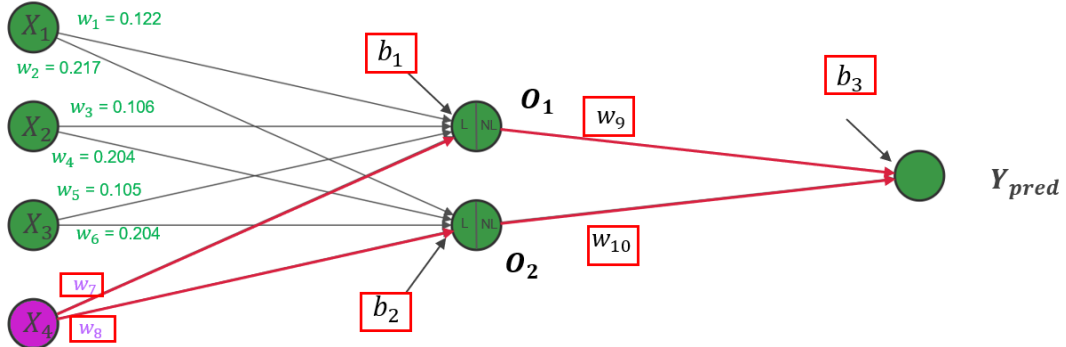 X₁
w₁ = 0.122
w₂ = 0.217
X₂
w₃ = 0.106
w₄ = 0.204
X₃
w₅ = 0.105
w₆ = 0.204
X₄
w₇
w₈
b₁
L NL
O₁
w₉
b₃
Y_pred
L NL
O₂
w₁₀
b₂